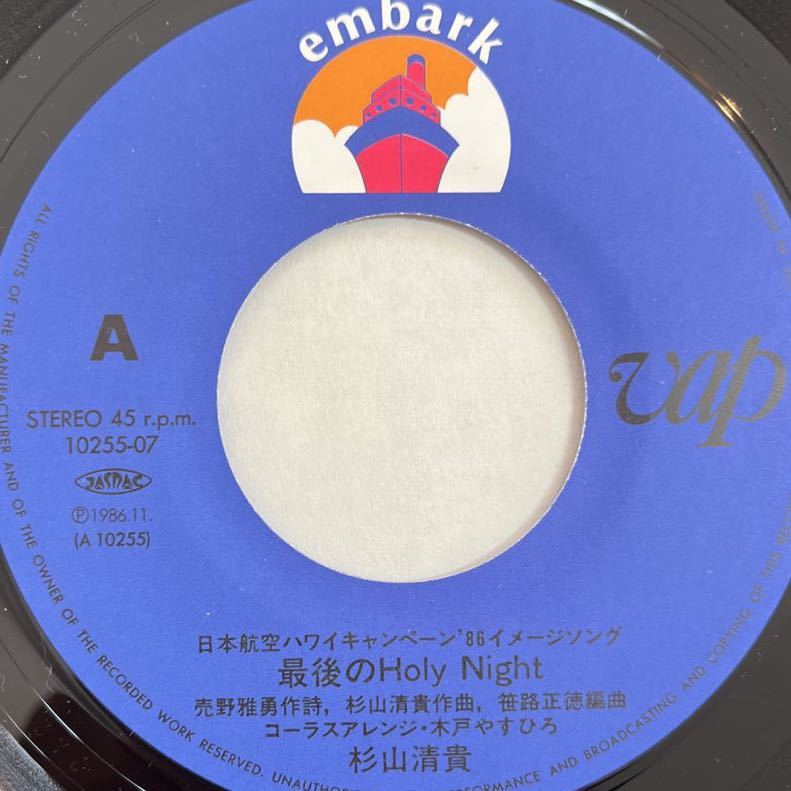 embark
A
STEREO 45 r.p.m.
10255-07
JASRAC
Ⓟ1986.11.
(A 10255)
vap
日本航空ハワイキャンペーン'86イメージソング
最後のHoly Night
売野雅勇作詩，杉山清貴作曲，笹路正徳編曲
コーラスアレンジ・木戸やすひろ
杉山清貴
ALL RIGHTS OF THE MANUFACTURER AND OF THE OWNER OF THE RECORDED WORK RESERVED. UNAUTHO PERFORMANCE AND BROADCASTING AND COPYING OF THIS